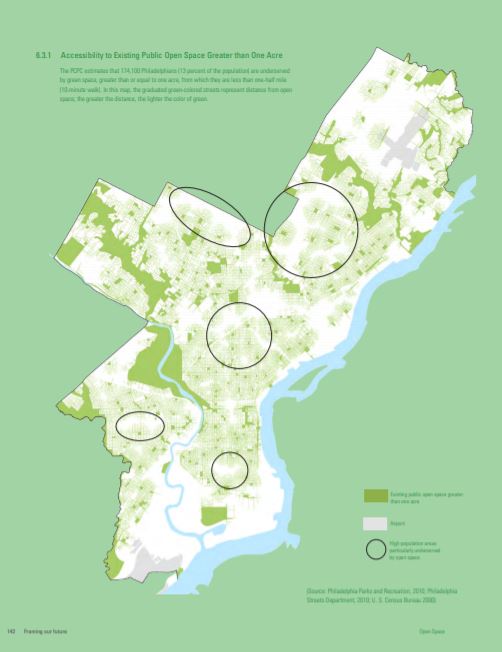 6.3.1 Accessibility to Existing Public Open Space Greater than One Acre
The PCPC estimates that 174,100 Philadelphians (13 percent of the population) are underserved
by green space, greater than or equal to one acre, from which they are less than one-half mile
(10-minute walk). In this map, the graduated green-colored streets represent distance from open
space; the greater the distance, the lighter the color of green.
Existing public open space greater
than one acre
Airport
High population areas
particularly underserved
by open space
(Source: Philadelphia Parks and Recreation, 2010; Philadelphia
Streets Department, 2010; U. S. Census Bureau 2000)
142 Framing our future
Open Space